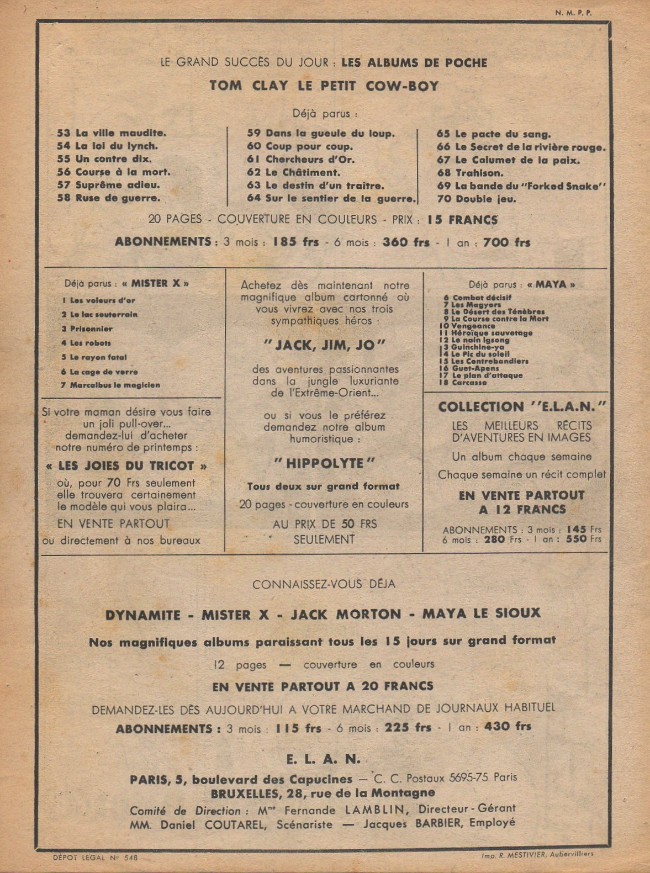 N. M. P. P.
LE GRAND SUCCÈS DU JOUR : LES ALBUMS DE POCHE
TOM CLAY LE PETIT COW-BOY
Déjà parus :
53 La ville maudite.
54 La loi du lynch.
55 Un contre dix.
56 Course à la mort.
57 Suprême adieu.
58 Ruse de guerre.
59 Dans la gueule du loup.
60 Coup pour coup.
61 Chercheurs d'Or.
62 Le Châtiment.
63 Le destin d'un traître.
64 Sur le sentier de la guerre.
65 Le pacte du sang.
66 Le Secret de la rivière rouge.
67 Le Calumet de la paix.
68 Trahison.
69 La bande du "Forked Snake"
70 Double jeu.
20 PAGES - COUVERTURE EN COULEURS - PRIX : 15 FRANCS
ABONNEMENTS : 3 mois : 185 frs - 6 mois : 360 frs - 1 an : 700 frs
Déjà parus : « MISTER X »
1 Les voleurs d'or
2 Le lac souterrain
3 Prisonnier
4 Les robots
5 Le rayon fatal
6 La cage de verre
7 Marcalbus le magicien
Si votre maman désire vous faire
un joli pull-over...
demandez-lui d'acheter
notre numéro de printemps :
« LES JOIES DU TRICOT »
où, pour 70 Frs seulement
elle trouvera certainement
le modèle qui vous plaira...
EN VENTE PARTOUT
ou directement à nos bureaux
Achetez dès maintenant notre
magnifique album cartonné où
vous vivrez avec nos trois
sympathiques héros :
"JACK, JIM, JO"
des aventures passionnantes
dans la jungle luxuriante
de l'Extrême-Orient...
ou si vous le préférez
demandez notre album
humoristique :
"HIPPOLYTE"
Tous deux sur grand format
20 pages - couverture en couleurs
AU PRIX DE 50 FRS
SEULEMENT
Déjà parus : « MAYA »
6 Combat décisif
7 Les Magyers
8 Le Désert des Ténèbres
9 La Course contre la Mort
10 Vengeance
11 Héroïque sauvetage
12 Le nain Igsong
13 Guinchina-ya
14 Le Pic du soleil
15 Les Contrebandiers
16 Guet-Apens
17 Le plan d'attaque
18 Carcasso
COLLECTION "E.L.A.N."
LES MEILLEURS RÉCITS
D'AVENTURES EN IMAGES
Un album chaque semaine
Chaque semaine un récit complet
EN VENTE PARTOUT
A 12 FRANCS
ABONNEMENTS : 3 mois : 145 Frs
6 mois : 280 Frs - 1 an : 550 Frs
CONNAISSEZ-VOUS DÉJA
DYNAMITE - MISTER X - JACK MORTON - MAYA LE SIOUX
Nos magnifiques albums paraissant tous les 15 jours sur grand format
12 pages — couverture en couleurs
EN VENTE PARTOUT A 20 FRANCS
DEMANDEZ-LES DÈS AUJOURD'HUI A VOTRE MARCHAND DE JOURNAUX HABITUEL
ABONNEMENTS : 3 mois : 115 frs - 6 mois : 225 frs - 1 an : 430 frs
E. L. A. N.
PARIS, 5, boulevard des Capucines — C. C. Postaux 5695-75 Paris
BRUXELLES, 28, rue de la Montagne
Comité de Direction : Mme Fernande LAMBLIN, Directeur-Gérant
MM. Daniel COUTAREL, Scénariste — Jacques BARBIER, Employé
DÉPOT LÉGAL N° 548
Imp. R. MESTIVIER, Aubervilliers